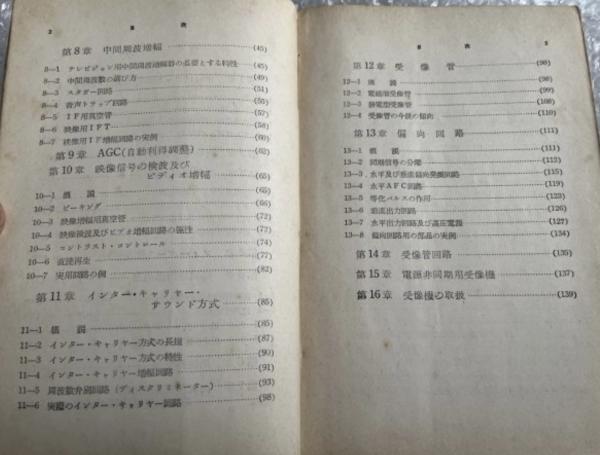 2 目次
第8章 中間周波増幅 (45)
8—1 テレビジョン用中間周波増幅器の必要とする特性 (45)
8—2 中間周波数の選び方 (49)
8—3 スタガー回路 (51)
8—4 音声トラップ回路 (55)
8—5 IF用真空管 (57)
8—6 映像用IFT (58)
8—7 映像用IF増幅回路の実例 (60)
第9章 AGC(自動利得調整) (62)
第10章 映像信号の検波及び
ビデオ増幅 (65)
10—1 概説 (65)
10—2 ピーキング (66)
10—3 映像増幅用真空管 (72)
10—4 映像検波及びビデオ増幅回路の極性 (72)
10—5 コントラスト・コントロール (74)
10—6 直流再生 (77)
10—7 実用回路の例 (82)
第11章 インター・キャリヤー・
サウンド方式 (85)
11—1 概説 (85)
11—2 インター・キャリヤー方式の長短 (87)
11—3 インター・キャリヤー方式の特性 (90)
11—4 インター・キャリヤー増幅回路 (91)
11—5 周波数弁別回路(ディスクリミネーター) (93)
11—6 実際のインター・キャリヤー回路 (98)
目次 3
第12章 受像管 (98)
12—1 概説 (98)
12—2 電磁型受像管 (99)
12—3 静電型受像管 (108)
12—4 受像管の今後の傾向 (110)
第13章 偏向回路 (111)
13—1 概説 (111)
13—2 同期信号の分離 (112)
13—3 水平及び垂直偏向発振回路 (115)
13—4 水平AFC回路 (119)
13—5 等化パルスの作用 (123)
13—6 垂直出力回路 (126)
13—7 水平出力回路及び高圧電源 (127)
13—8 偏向回路用の部品の実例 (134)
第14章 受像管回路 (135)
第15章 電源非同期用受像機 (137)
第16章 受像機の取扱 (139)